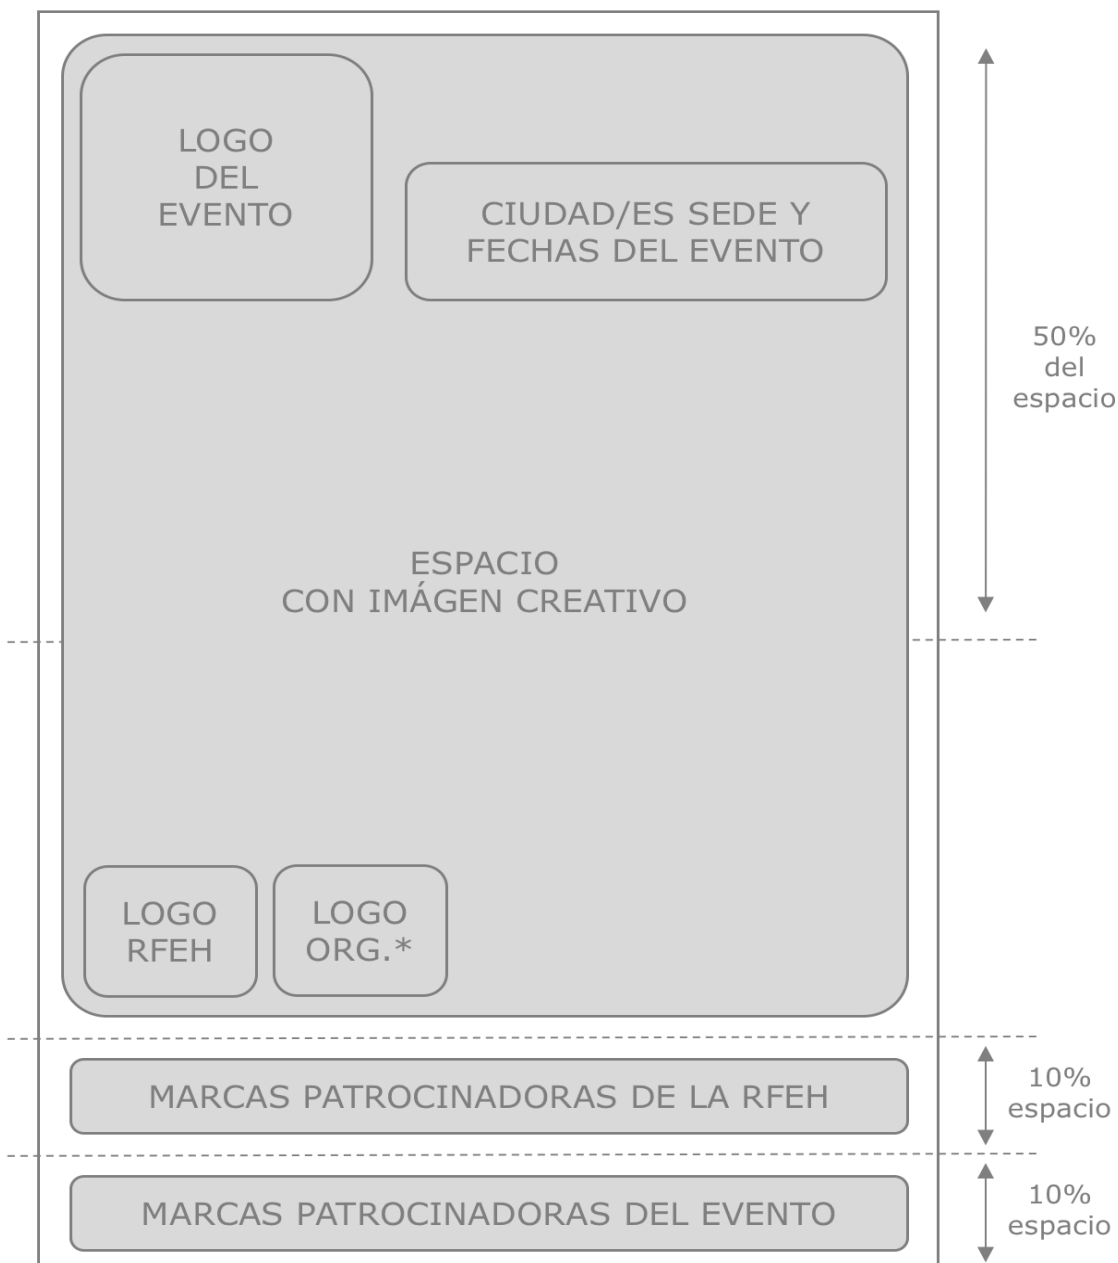 LOGO
DEL
EVENTO
CIUDAD/ES SEDE Y
FECHAS DEL EVENTO
50%
del
espacio
ESPACIO
CON IMÁGEN CREATIVO
LOGO
RFEH
LOGO
ORG.*
MARCAS PATROCINADORAS DE LA RFEH
10%
espacio
MARCAS PATROCINADORAS DEL EVENTO
10%
espacio